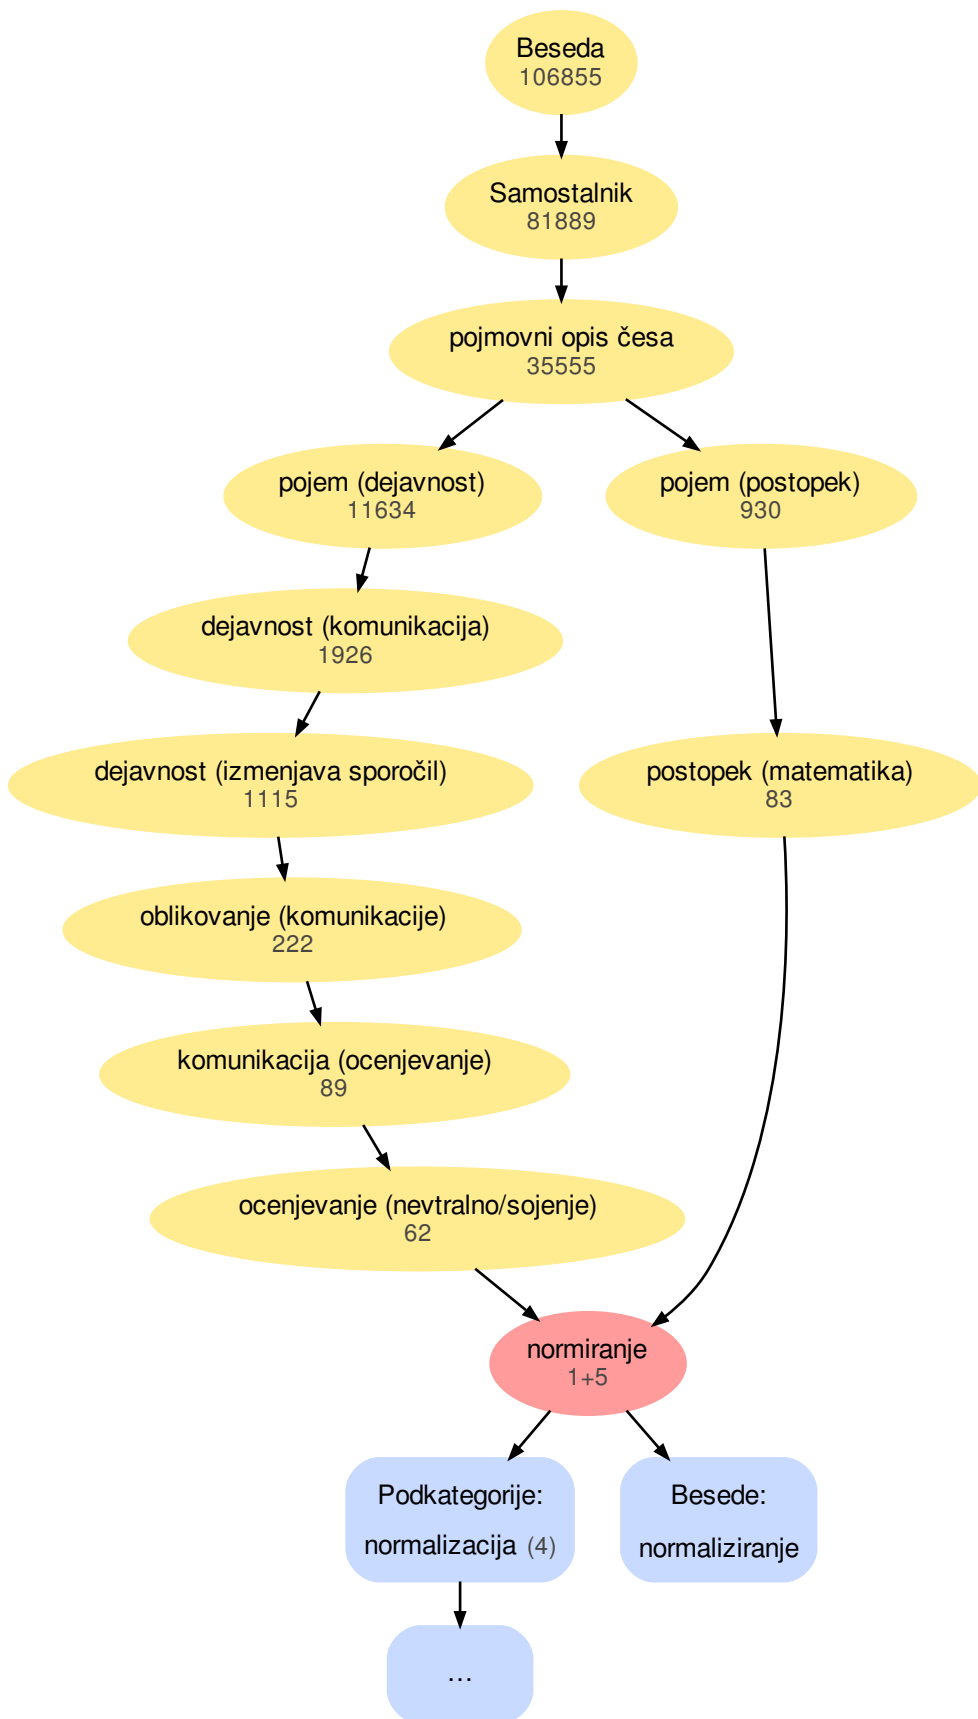 Beseda
106855
Samostalnik
81889
pojmovni opis česa
35555
pojem (dejavnost)
11634
pojem (postopek)
930
dejavnost (komunikacija)
1926
dejavnost (izmenjava sporočil)
1115
postopek (matematika)
83
oblikovanje (komunikacije)
222
komunikacija (ocenjevanje)
89
ocenjevanje (nevtralno/sojenje)
62
normiranje
1+5
Podkategorije:
normalizacija (4)
Besede:
normaliziranje
…